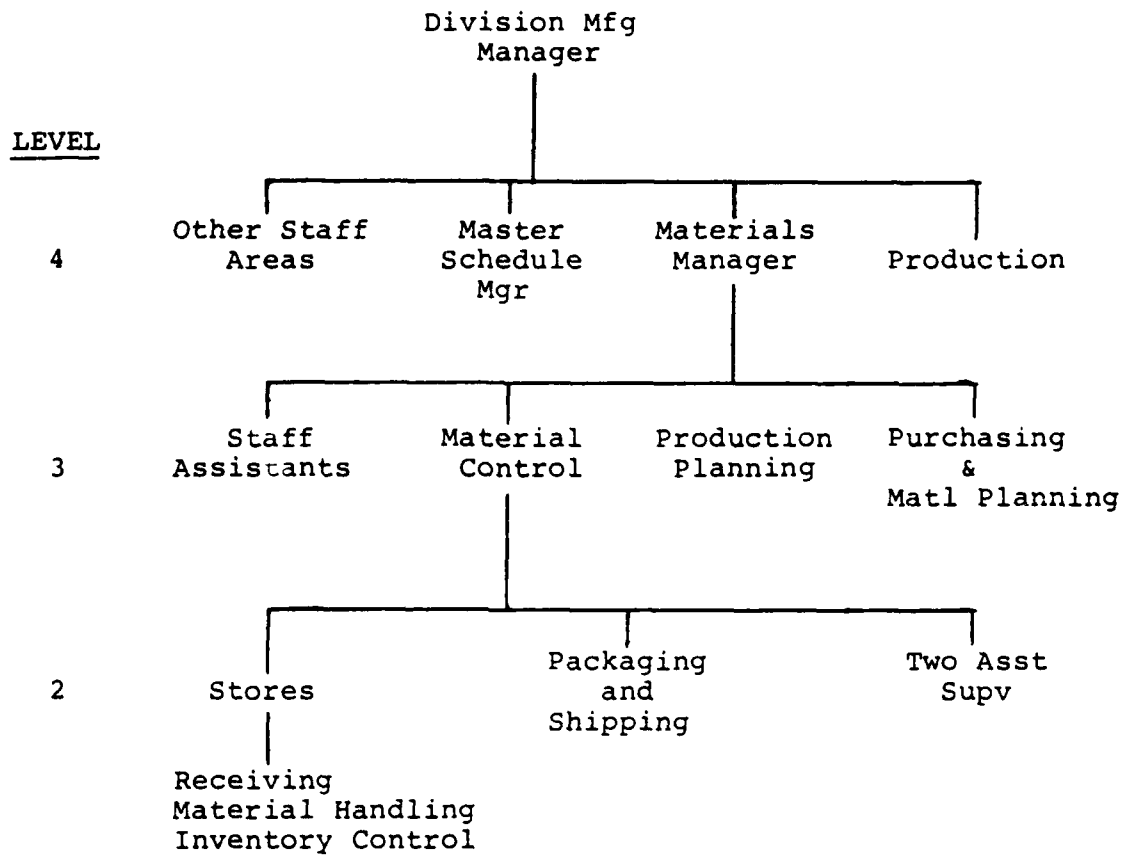 Division Mfg
Manager
LEVEL
Other Staff
Areas
Master
Schedule
Mgr
Materials
Manager
Production
4
Staff
Assistants
Material
Control
Production
Planning
Purchasing
&
Matl Planning
3
Stores
Packaging
and
Shipping
Two Asst
Supv
2
Receiving
Material Handling
Inventory Control